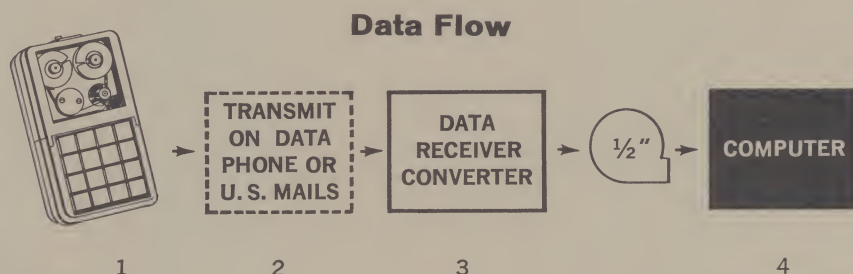 Data Flow
TRANSMIT
ON DATA
PHONE OR
U. S. MAILS
DATA
RECEIVER
CONVERTER
½"
COMPUTER
1 2 3 4